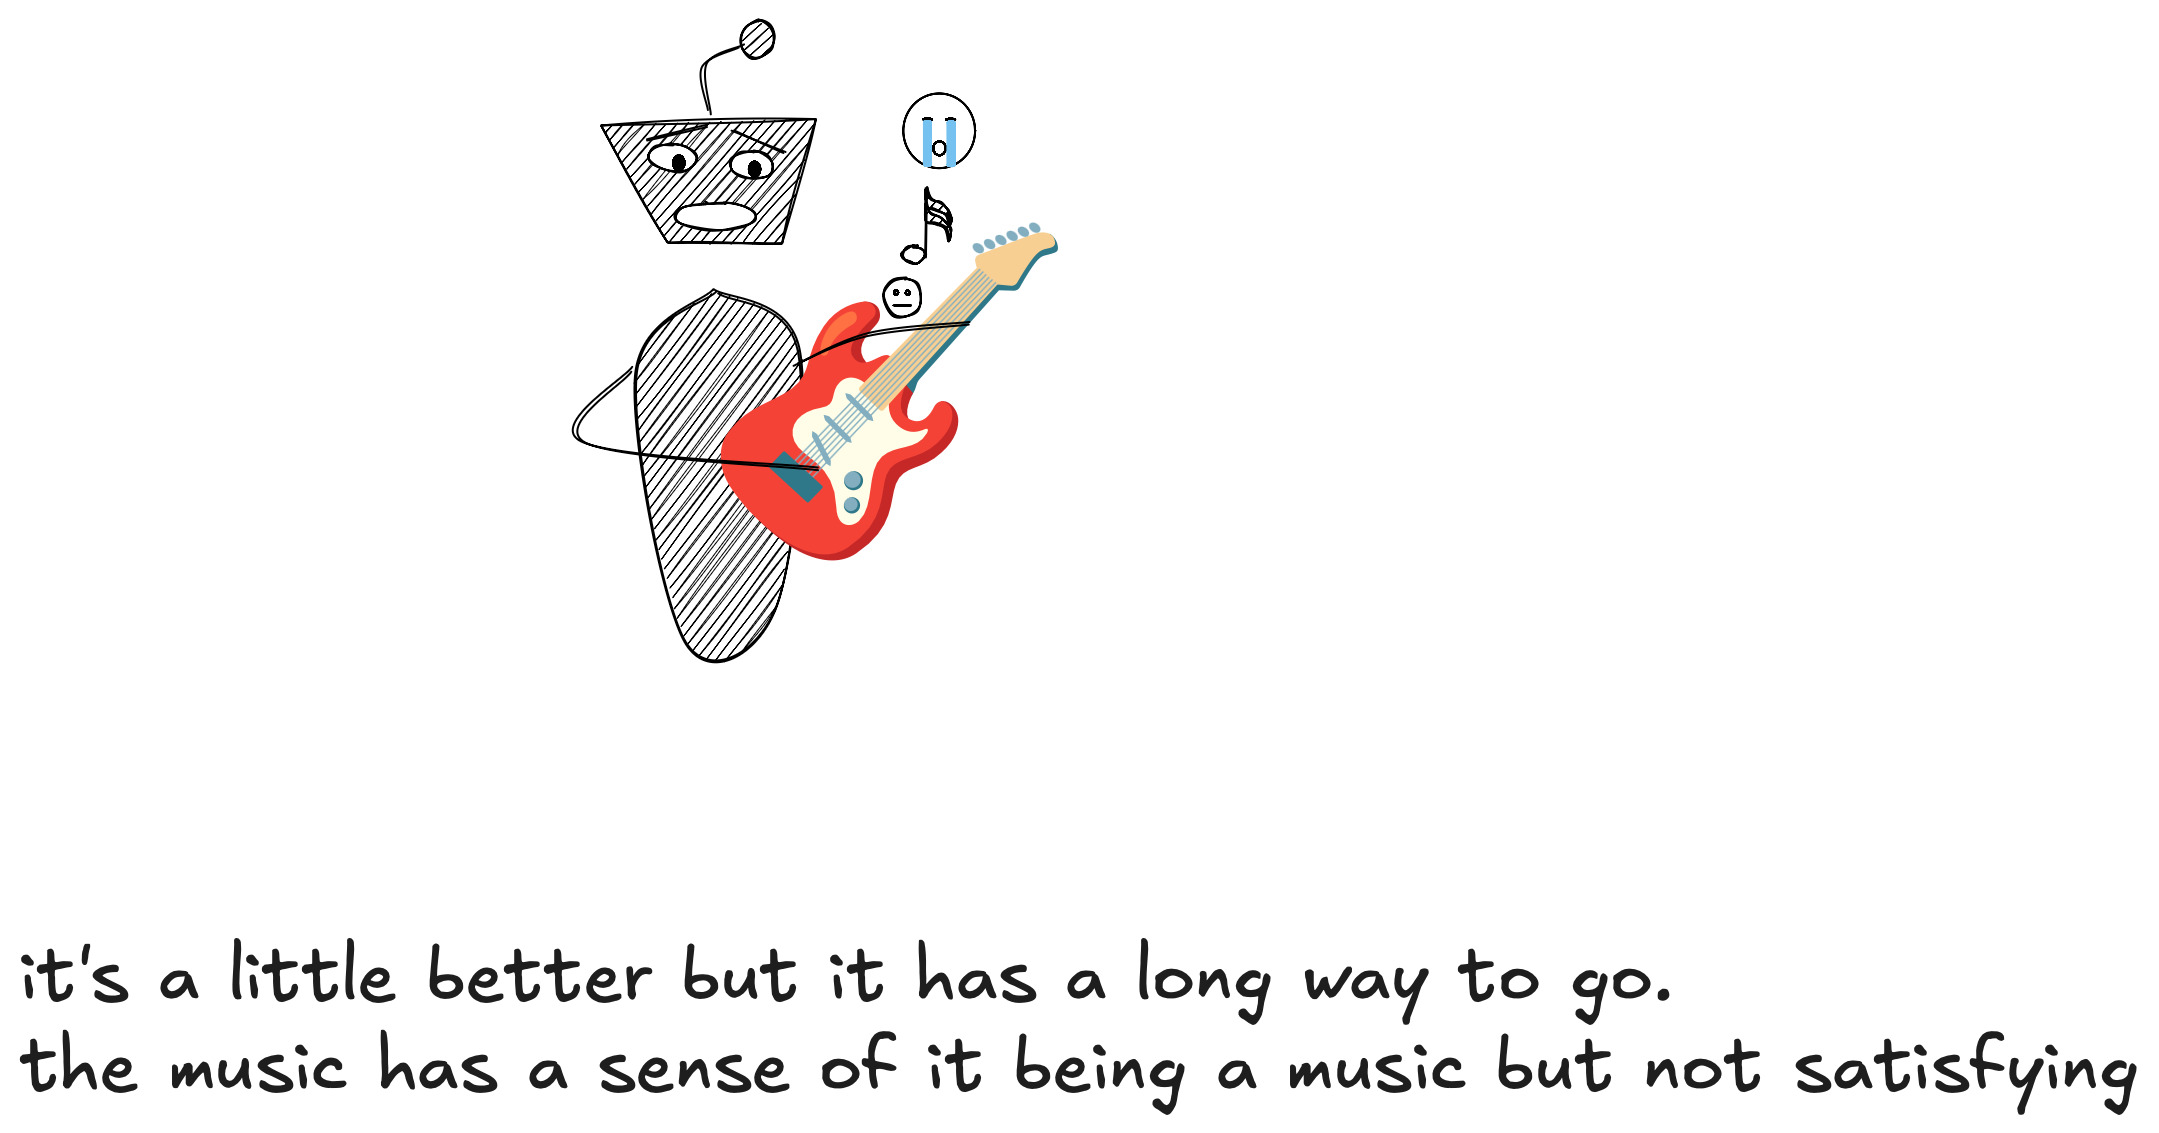 it's a little better but it has a long way to go.
the music has a sense of it being a music but not satisfying